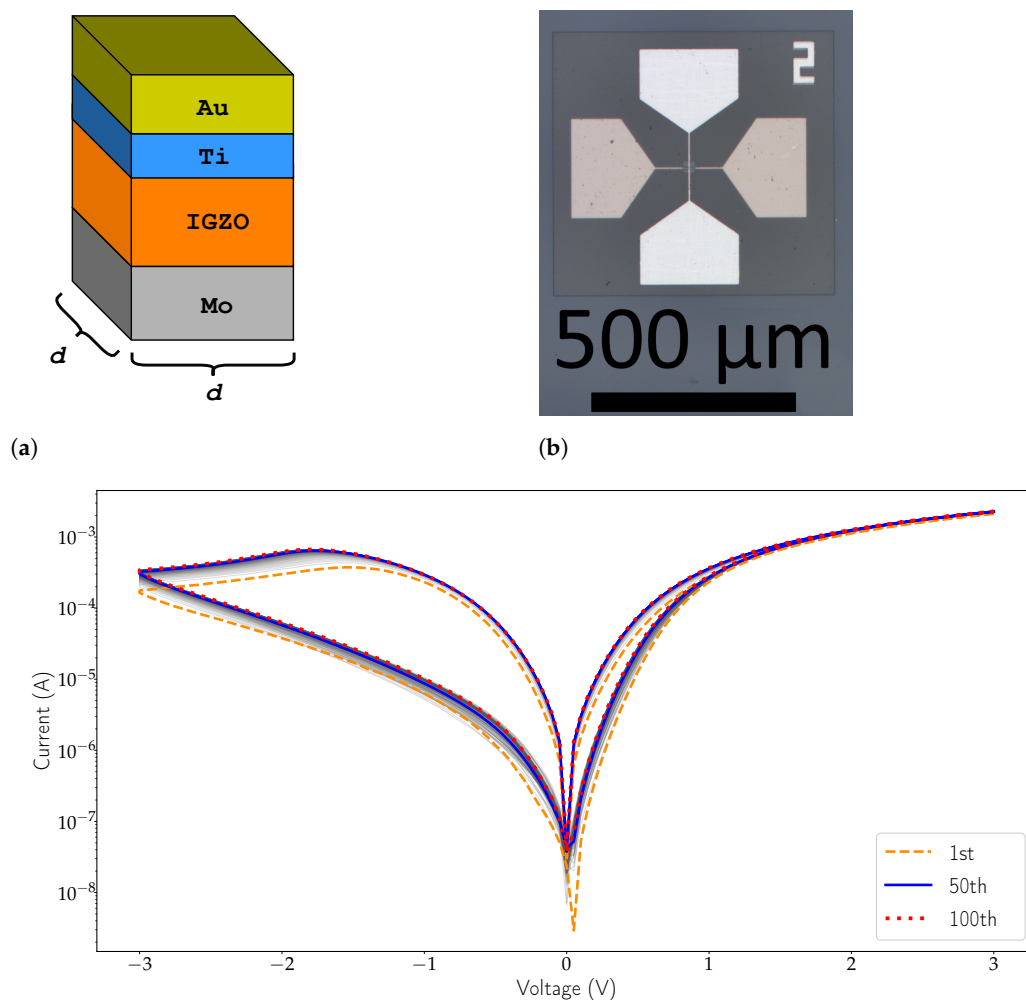 Au
Ti
IGZO
Mo
d
d
2
500 μm
(a)
(b)
Current (A)
10⁻³
10⁻⁴
10⁻⁵
10⁻⁶
10⁻⁷
10⁻⁸
1st
50th
100th
−3 −2 −1 0 1 2 3
Voltage (V)